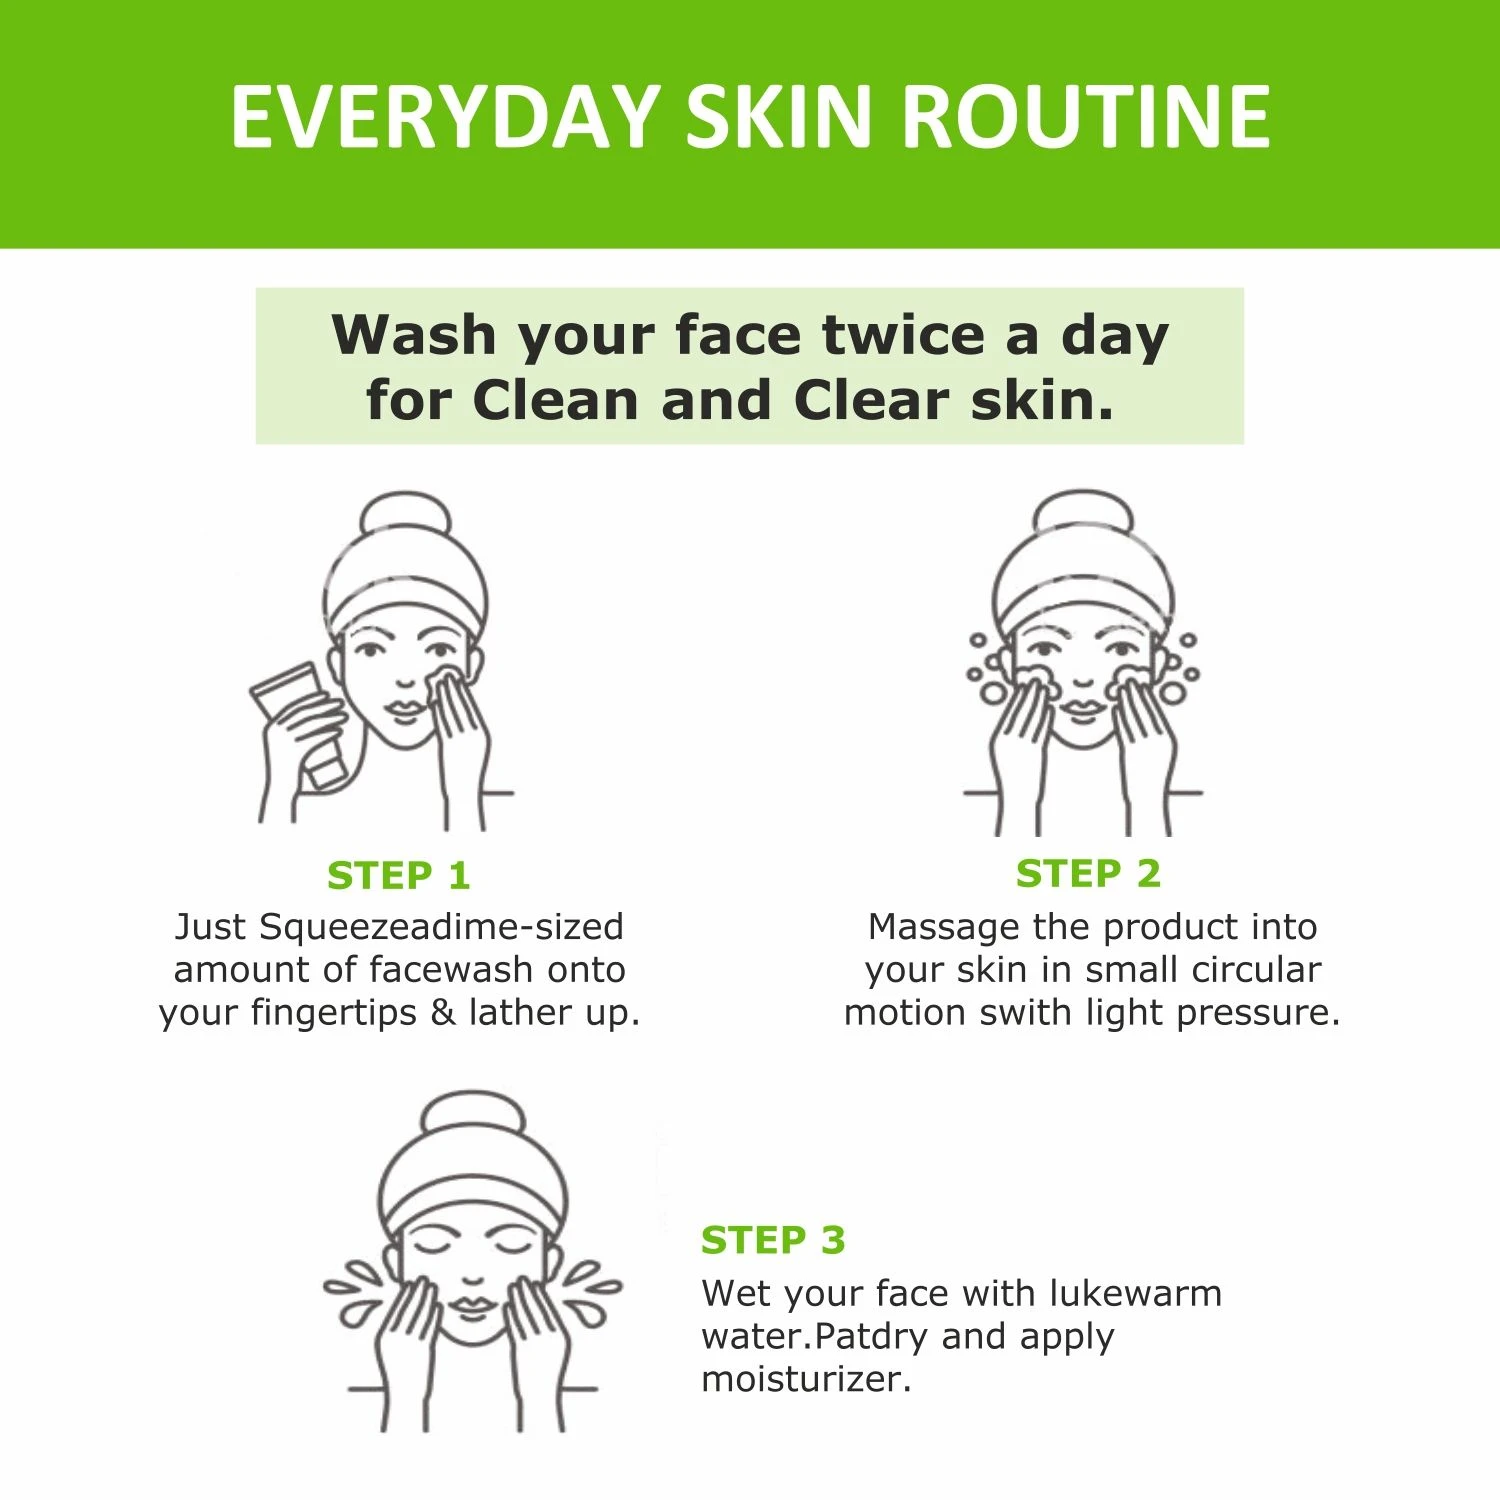 EVERYDAY SKIN ROUTINE
Wash your face twice a day
for Clean and Clear skin.
STEP 1
Just Squeezeadime-sized
amount of facewash onto
your fingertips & lather up.
STEP 2
Massage the product into
your skin in small circular
motion swith light pressure.
STEP 3
Wet your face with lukewarm
water.Patdry and apply
moisturizer.